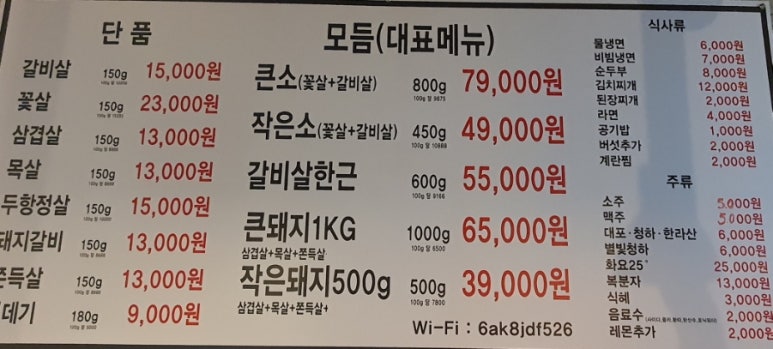 단품
갈비살 150g 15,000원
꽃살 150g 23,000원
삼겹살 150g 13,000원
목살 150g 13,000원
두항정살 150g 15,000원
돼지갈비 150g 13,000원
쫀득살 150g 13,000원
데기 180g 9,000원
모듬(대표메뉴)
큰소(꽃살+갈비살) 800g 79,000원
100g 당 9875
작은소(꽃살+갈비살) 450g 49,000원
100g 당 10888
갈비살한근 600g 55,000원
100g 당 9166
큰돼지1KG 1000g 65,000원
삼겹살+목살+쫀득살 100g 당 6500
작은돼지500g 500g 39,000원
삼겹살+목살+쫀득살+ 100g 당 7800
Wi-Fi : 6ak8jdf526
식사류
물냉면 6,000원
비빔냉면 7,000원
순두부 8,000원
김치찌개 12,000원
된장찌개 2,000원
라면 4,000원
공기밥 1,000원
버섯추가 2,000원
계란찜 2,000원
주류
소주 5,000원
맥주 5,000원
대포·청하·한라산 6,000원
별빛청하 6,000원
화요25° 25,000원
복분자 13,000원
식혜 3,000원
음료수 2,000원
레몬추가 2,000원